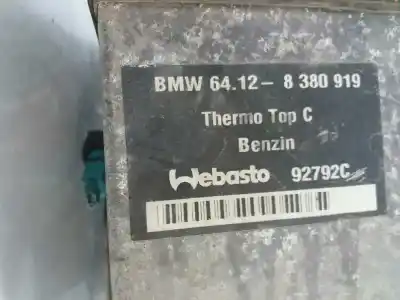 BMW 64.12- 8 380 919
Thermo Top C
Benzin
Webasto 92792C